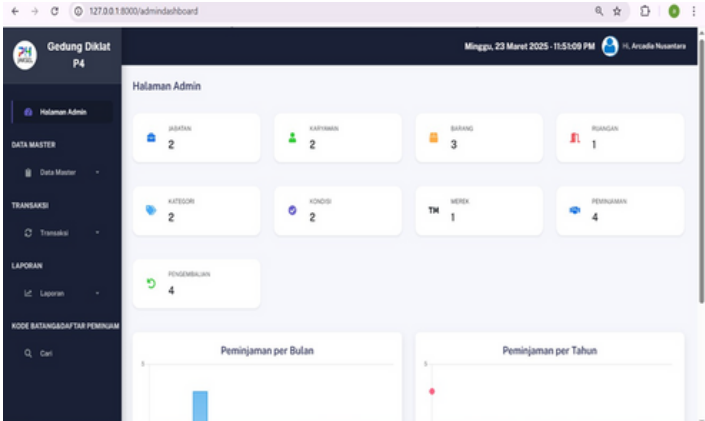 127.0.0.1:8000/admindashboard
Gedung Diklat
P4
Minggu, 23 Maret 2025 - 11:51:09 PM
Hi, Arcadia Nusantara
Halaman Admin
Halaman Admin
DATA MASTER
Data Master
TRANSAKSI
Transaksi
LAPORAN
Laporan
KODE BATANG&DAFTAR PEMINJAM
Cari
JABATAN
2
KARYAWAN
2
BARANG
3
RUANGAN
1
KATEGORI
2
KONDISI
2
TM
MEREK
1
PEMINJAMAN
4
PENGEMBALIAN
4
Peminjaman per Bulan
5
Peminjaman per Tahun
5